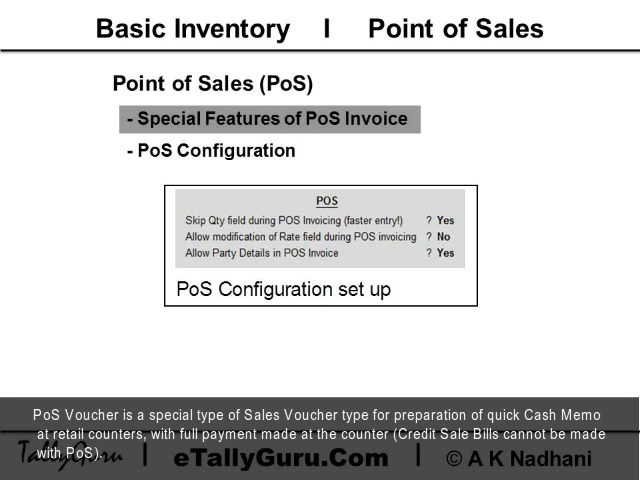 Basic Inventory I Point of Sales
Point of Sales (PoS)
- Special Features of PoS Invoice
- PoS Configuration
POS
Skip Qty field during POS Invoicing (faster entry!) ? Yes
Allow modification of Rate field during POS invoicing ? No
Allow Party Details in POS Invoice ? Yes
PoS Configuration set up
PoS Voucher is a special type of Sales Voucher type for preparation of quick Cash Memo
at retail counters, with full payment made at the counter (Credit Sale Bills cannot be made
with PoS).
TallyGuru I eTallyGuru.Com I © A K Nadhani